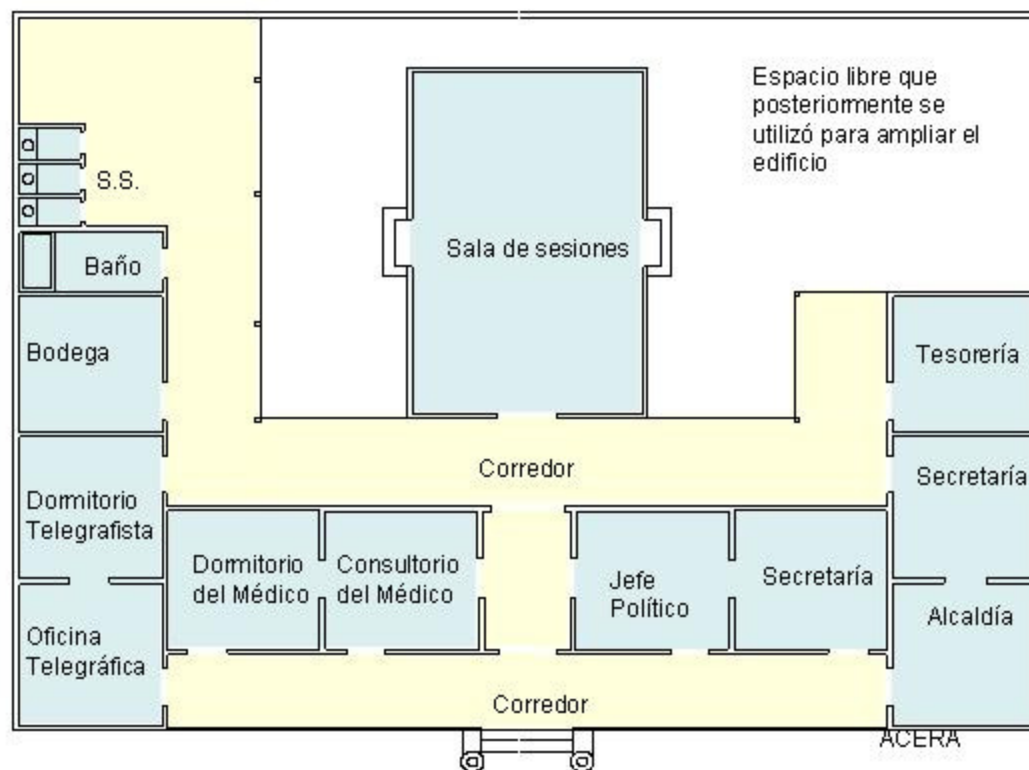 Espacio libre que
posteriormente se
utilizó para ampliar el
edificio
S.S.
Sala de sesiones
Baño
Bodega
Tesorería
Corredor
Secretaría
Dormitorio
Telegrafista
Dormitorio
del Médico
Consultorio
del Médico
Jefe
Político
Secretaría
Alcaldía
Oficina
Telegráfica
Corredor
ACERA